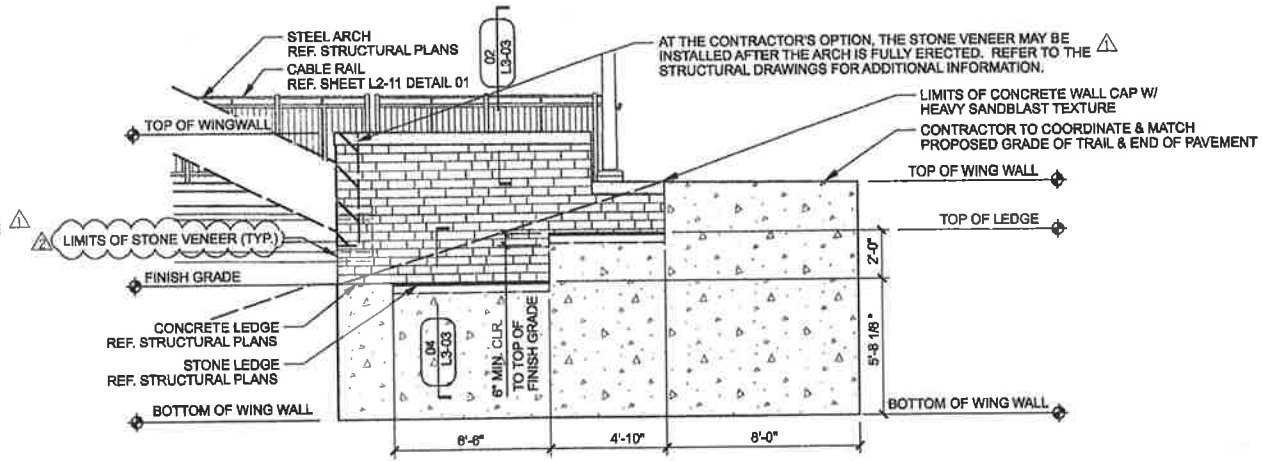 STEEL ARCH
REF. STRUCTURAL PLANS
CABLE RAIL
REF. SHEET L2-11 DETAIL 01
02
L3-03
AT THE CONTRACTOR'S OPTION, THE STONE VENEER MAY BE
INSTALLED AFTER THE ARCH IS FULLY ERECTED. REFER TO THE
STRUCTURAL DRAWINGS FOR ADDITIONAL INFORMATION.
1
LIMITS OF CONCRETE WALL CAP W/
HEAVY SANDBLAST TEXTURE
CONTRACTOR TO COORDINATE & MATCH
PROPOSED GRADE OF TRAIL & END OF PAVEMENT
TOP OF WINGWALL
TOP OF WING WALL
TOP OF LEDGE
1
2
LIMITS OF STONE VENEER (TYP.)
FINISH GRADE
2'-0"
CONCRETE LEDGE
REF. STRUCTURAL PLANS
STONE LEDGE
REF. STRUCTURAL PLANS
04
L3-03
6" MIN. CLR.
TO TOP OF
FINISH GRADE
5'-8 1/8"
BOTTOM OF WING WALL
BOTTOM OF WING WALL
6'-6"
4'-10"
8'-0"